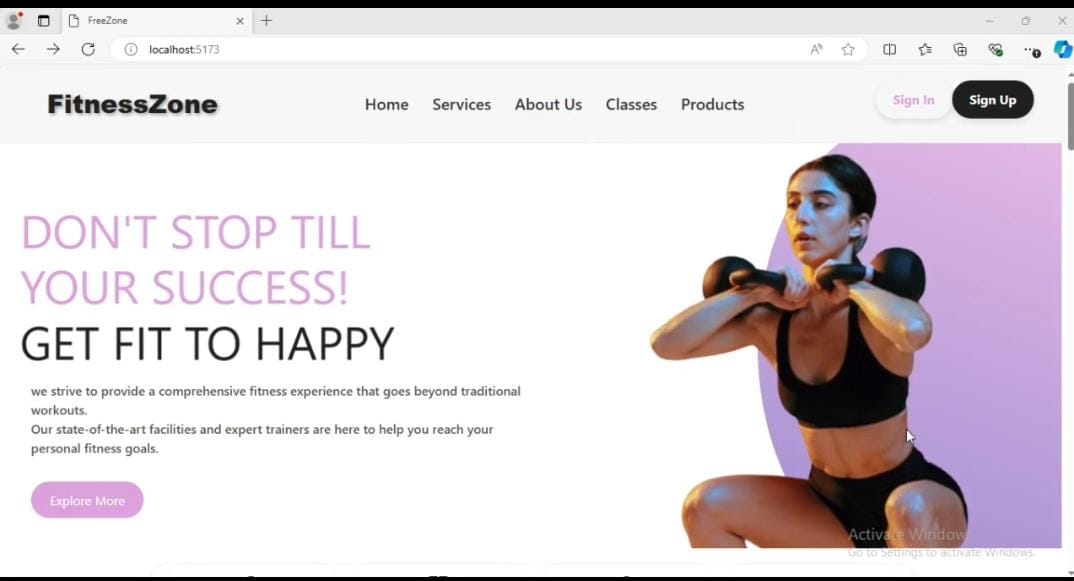 FreeZone
localhost:5173
FitnessZone
Home Services About Us Classes Products
Sign In Sign Up
DON'T STOP TILL
YOUR SUCCESS!
GET FIT TO HAPPY
we strive to provide a comprehensive fitness experience that goes beyond traditional
workouts.
Our state-of-the-art facilities and expert trainers are here to help you reach your
personal fitness goals.
Explore More
Activate Window
Go to Settings to activate Windows.